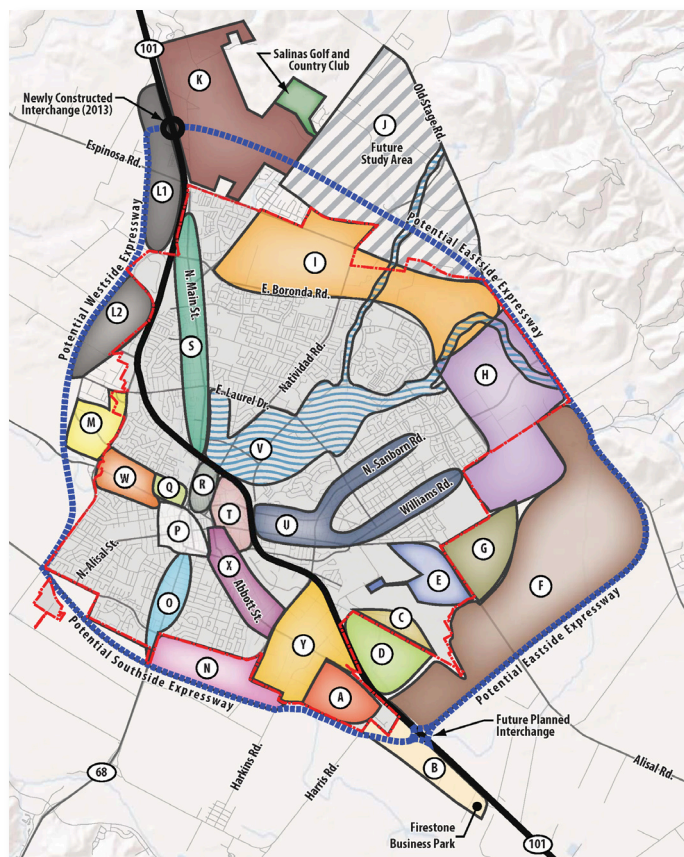 101
K
Salinas Golf and
Country Club
Newly Constructed
Interchange (2013)
Old Stage Rd.
J
Future
Study Area
Espinosa Rd.
L1
Potential Westside Expressway
Potential Eastside Expressway
I
E. Boronda Rd.
N. Main St.
L2
S
Natividad Rd.
H
E. Laurel Dr.
M
V
N. Sanborn Rd.
W
Q
R
Williams Rd.
T
U
P
G
N. Alisal St.
X
E
F
Abbott St.
O
C
Y
D
Potential Southside Expressway
N
A
Potential Eastside Expressway
Future Planned
Interchange
B
Alisal Rd.
68
Harkins Rd.
Harris Rd.
Firestone
Business Park
101